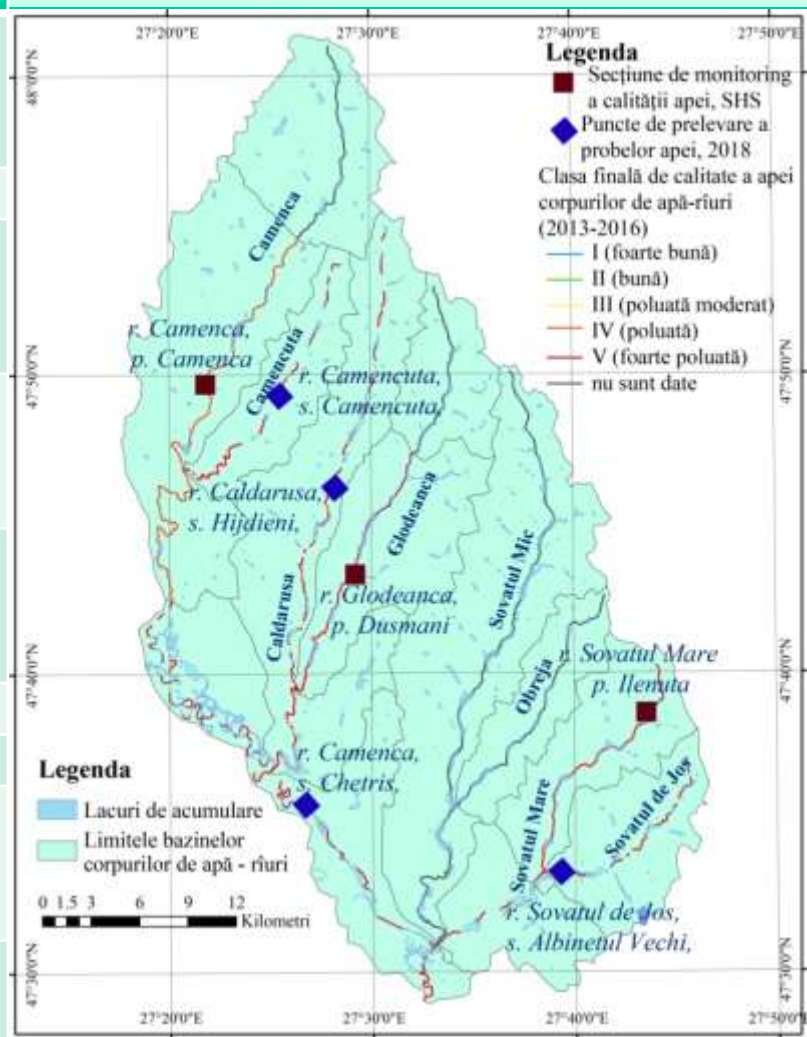 27°20'0"E
27°30'0"E
27°40'0"E
27°50'0"E
48°0'0"N
Legenda
Secțiune de monitoring
a calității apei, SHS
Puncte de prelevare a
probelor apei, 2018
Clasa finală de calitate a apei
corpurilor de apă-rîuri
(2013-2016)
I (foarte bună)
II (bună)
III (poluată moderat)
IV (poluată)
V (foarte poluată)
nu sunt date
Camenca
r. Camenca,
p. Camenca
47°50'0"N
47°50'0"N
Camencuta
r. Camencuta,
s. Camencuta,
r. Caldarusa,
s. Hijdieni,
Glodeanca
Sovatul Mic
Caldarusa
r. Glodeanca,
p. Dusmani
Obreja
47°40'0"N
47°40'0"N
r. Sovatul Mare
p. Ilenuta
r. Camenca,
s. Chetris,
Sovatul Mare
Sovatul de Jos
r. Sovatul de Jos,
s. Albinetul Vechi,
Legenda
Lacuri de acumulare
Limitele bazinelor
corpurilor de apă - rîuri
0 1.5 3 6 9 12
Kilometri
47°30'0"N
47°30'0"N
27°20'0"E
27°30'0"E
27°40'0"E
27°50'0"E